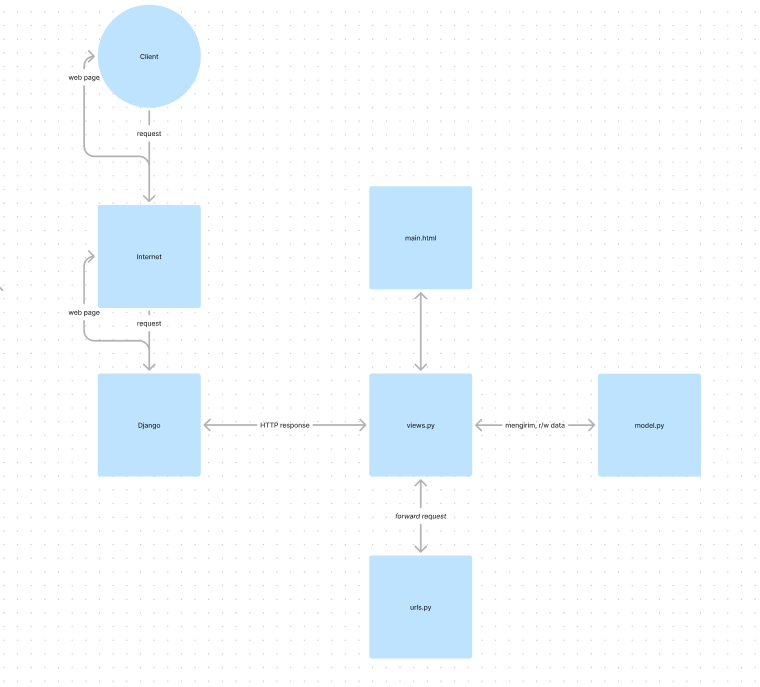 Client
web page
request
main.html
Internet
web page
request
Django
HTTP response
views.py
mengirim, r/w data
model.py
forward request
urls.py